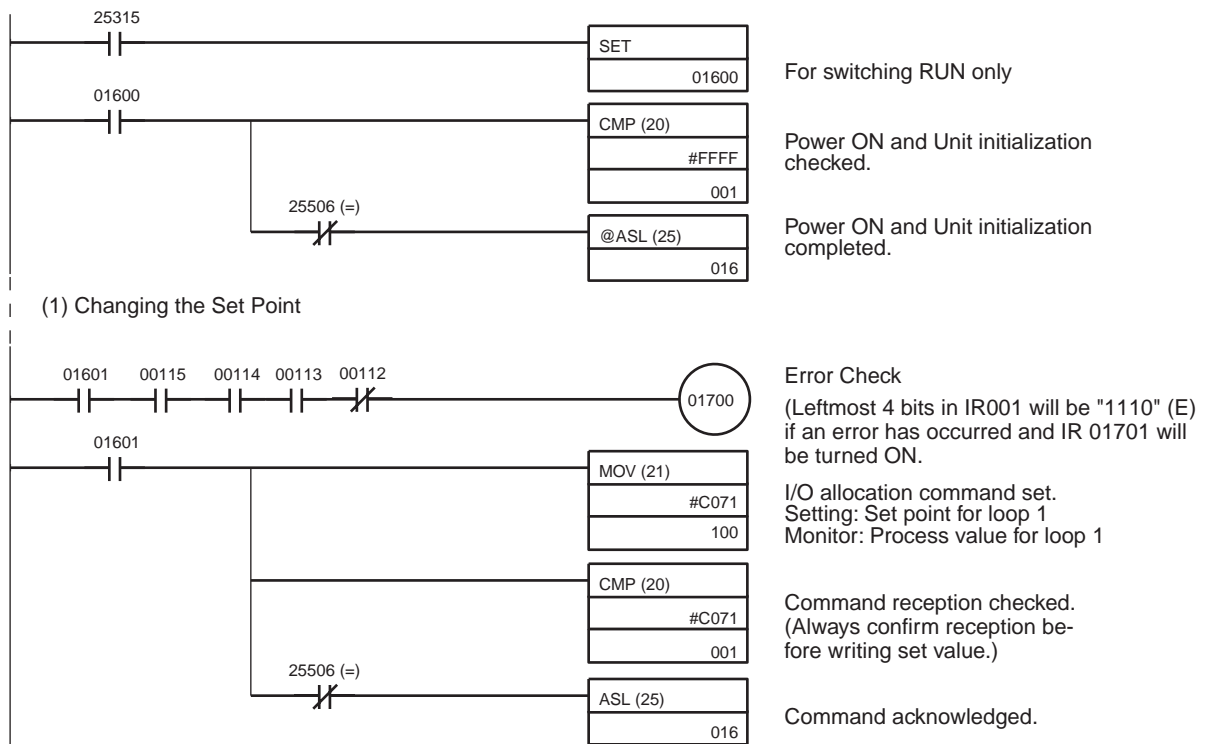 25315
SET
01600
For switching RUN only
01600
CMP (20)
#FFFF
001
Power ON and Unit initialization
checked.
25506 (=)
@ASL (25)
016
Power ON and Unit initialization
completed.
(1) Changing the Set Point
01601 00115 00114 00113 00112
01700
Error Check
(Leftmost 4 bits in IR001 will be "1110" (E)
if an error has occurred and IR 01701 will
be turned ON.
01601
MOV (21)
#C071
100
I/O allocation command set.
Setting: Set point for loop 1
Monitor: Process value for loop 1
CMP (20)
#C071
001
Command reception checked.
(Always confirm reception be-
fore writing set value.)
25506 (=)
ASL (25)
016
Command acknowledged.